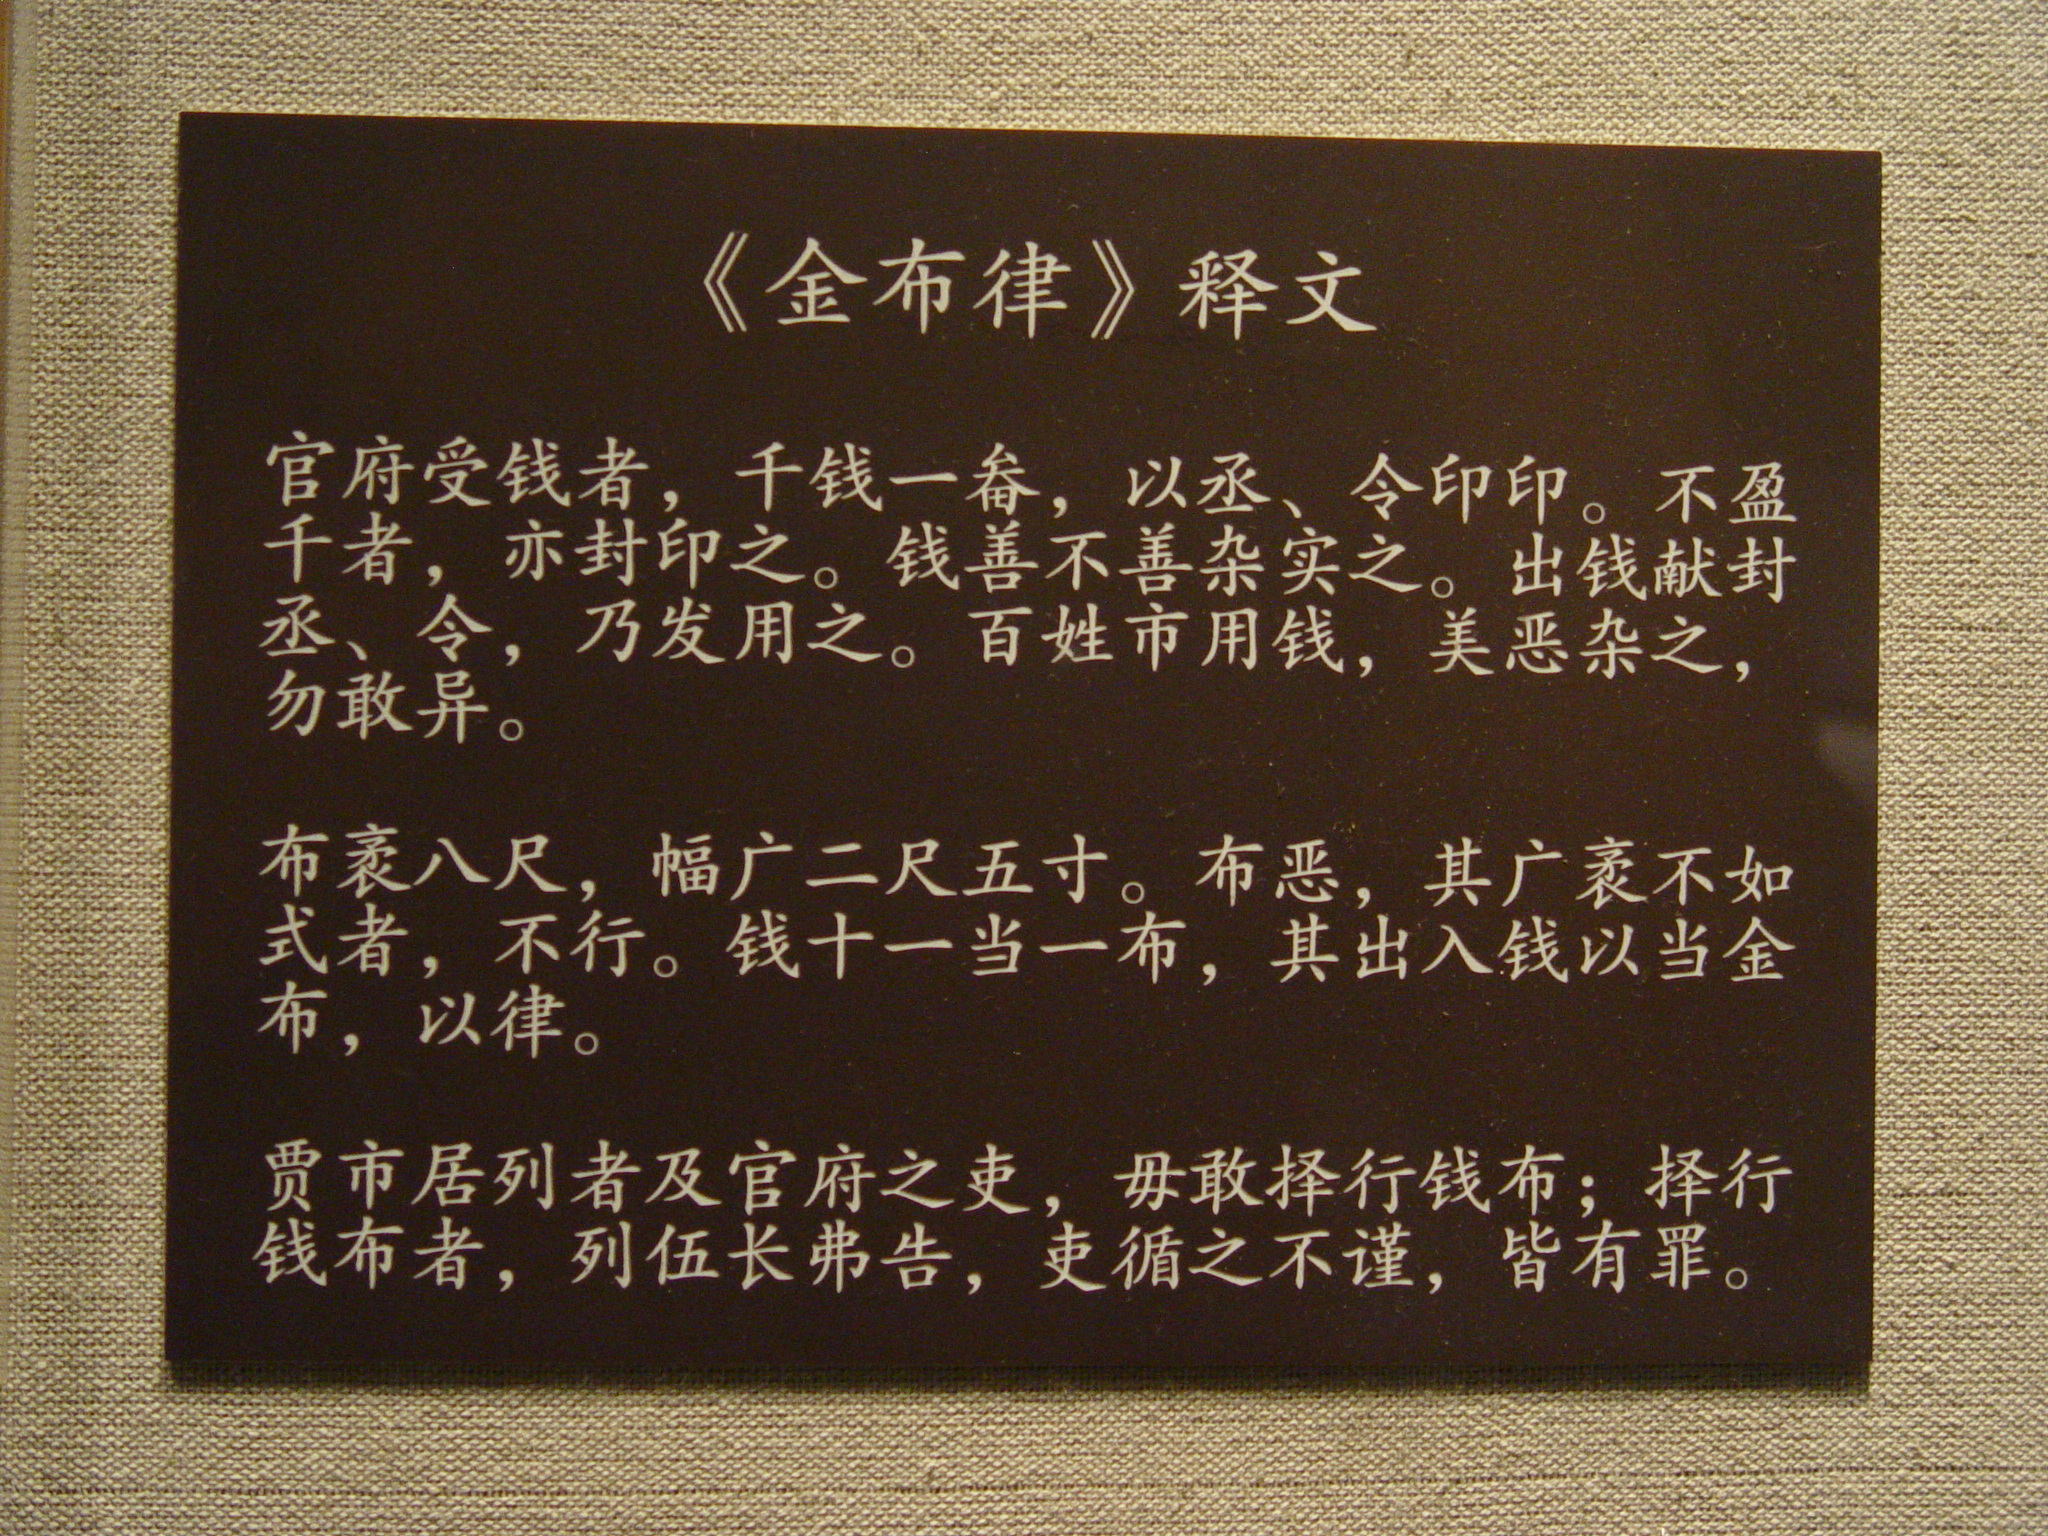 《金布律》释文
官府受钱者，千钱一畚，以丞、令印印。不盈
千者，亦封印之。钱善不善杂实之。出钱献封
丞、令，乃发用之。百姓市用钱，美恶杂之，
勿敢异。
布袤八尺，幅广二尺五寸。布恶，其广袤不如
式者，不行。钱十一当一布，其出入钱以当金
布，以律。
贾市居列者及官府之吏，毋敢择行钱布；择行
钱布者，列伍长弗告，吏循之不谨，皆有罪。